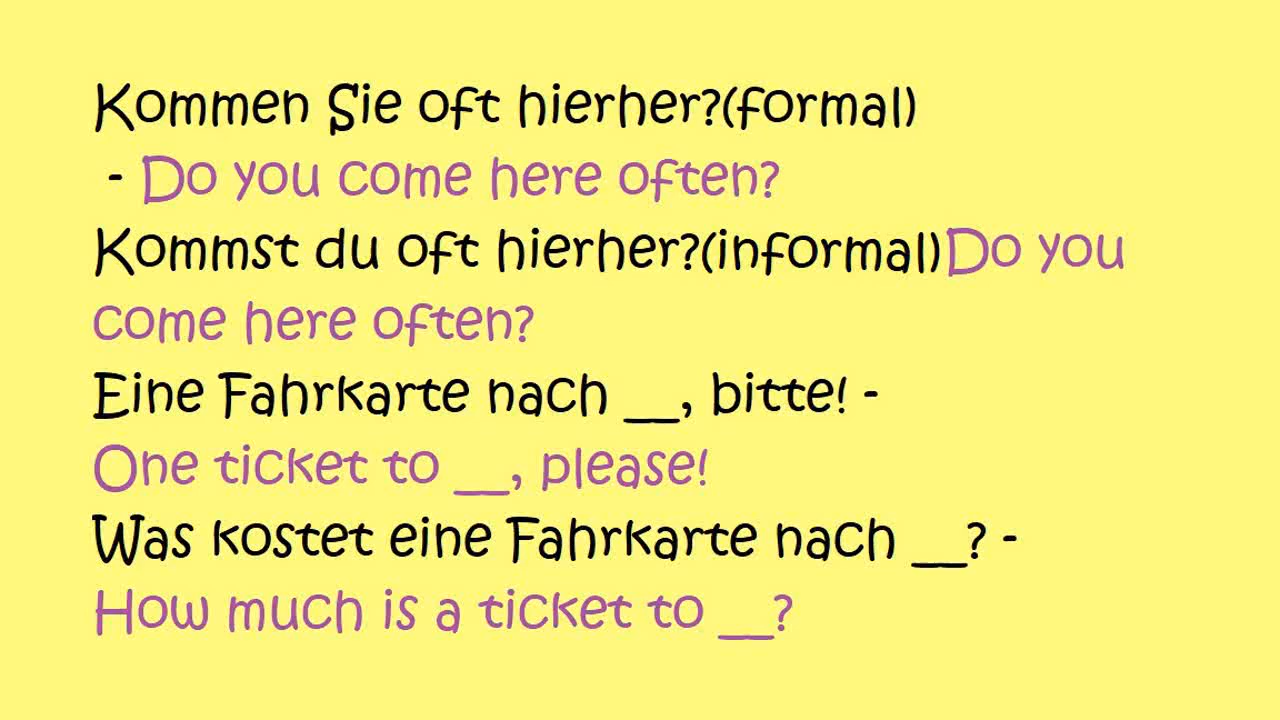 Kommen Sie oft hierher?(formal)
- Do you come here often?
Kommst du oft hierher?(informal)Do you
come here often?
Eine Fahrkarte nach __, bitte! -
One ticket to __, please!
Was kostet eine Fahrkarte nach __? -
How much is a ticket to __?